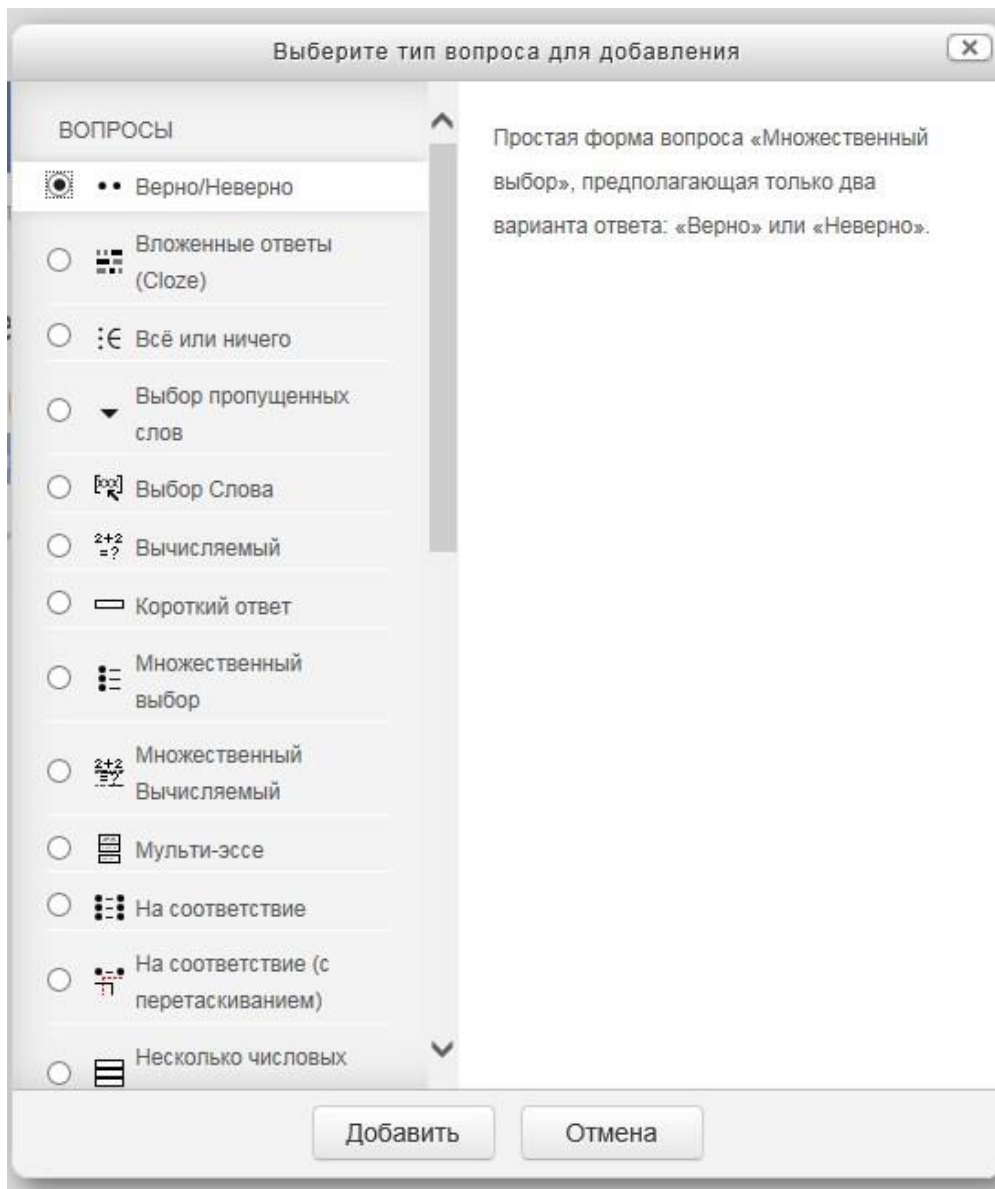 Выберите тип вопроса для добавления
ВОПРОСЫ
Верно/Неверно
Вложенные ответы
(Cloze)
Всё или ничего
Выбор пропущенных
слов
Выбор Слова
Вычисляемый
Короткий ответ
Множественный
выбор
Множественный
Вычисляемый
Мульти-эссе
На соответствие
На соответствие (с
перетаскиванием)
Несколько числовых
Простая форма вопроса «Множественный
выбор», предполагающая только два
варианта ответа: «Верно» или «Неверно».
Добавить
Отмена